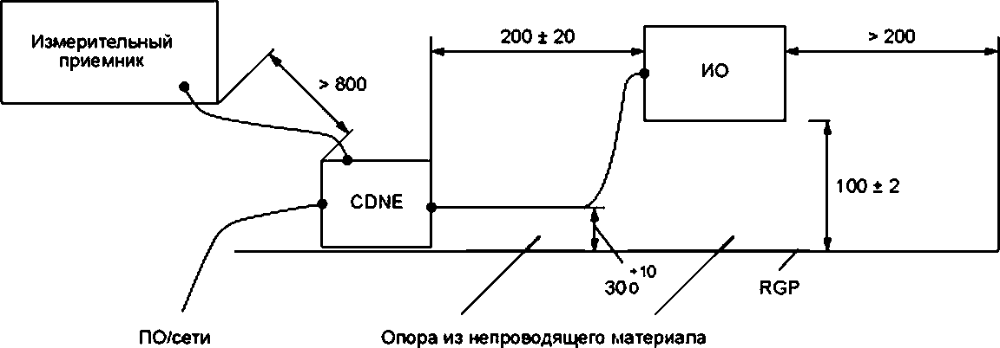 Измерительный
приемник
> 800
200 ± 20
ИО
> 200
CDNE
100 ± 2
30 +10 0
RGP
ПО/сети
Опора из непроводящего материала